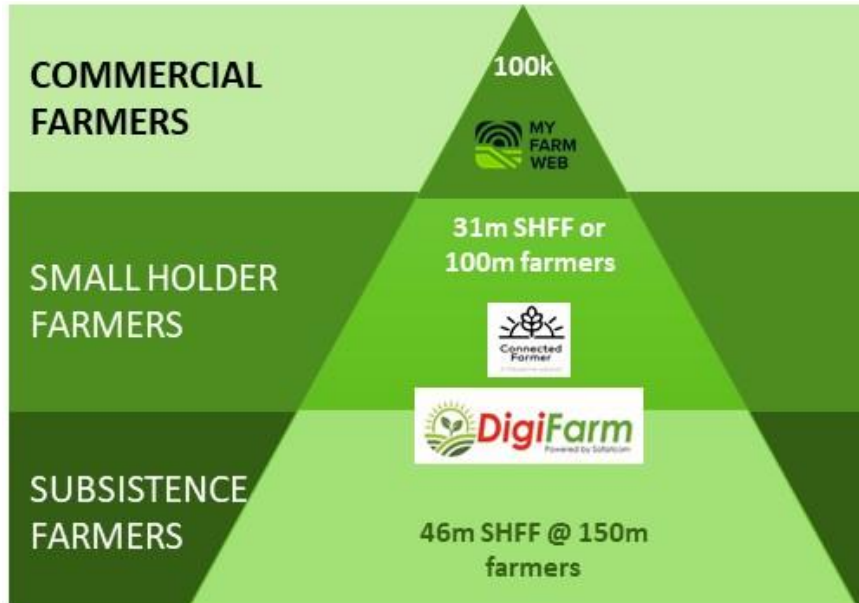 COMMERCIAL
FARMERS
100k
MY
FARM
WEB
SMALL HOLDER
FARMERS
31m SHFF or
100m farmers
Connected
Farmer
DigiFarm
Powered by Safaricom
SUBSISTENCE
FARMERS
46m SHFF @ 150m
farmers